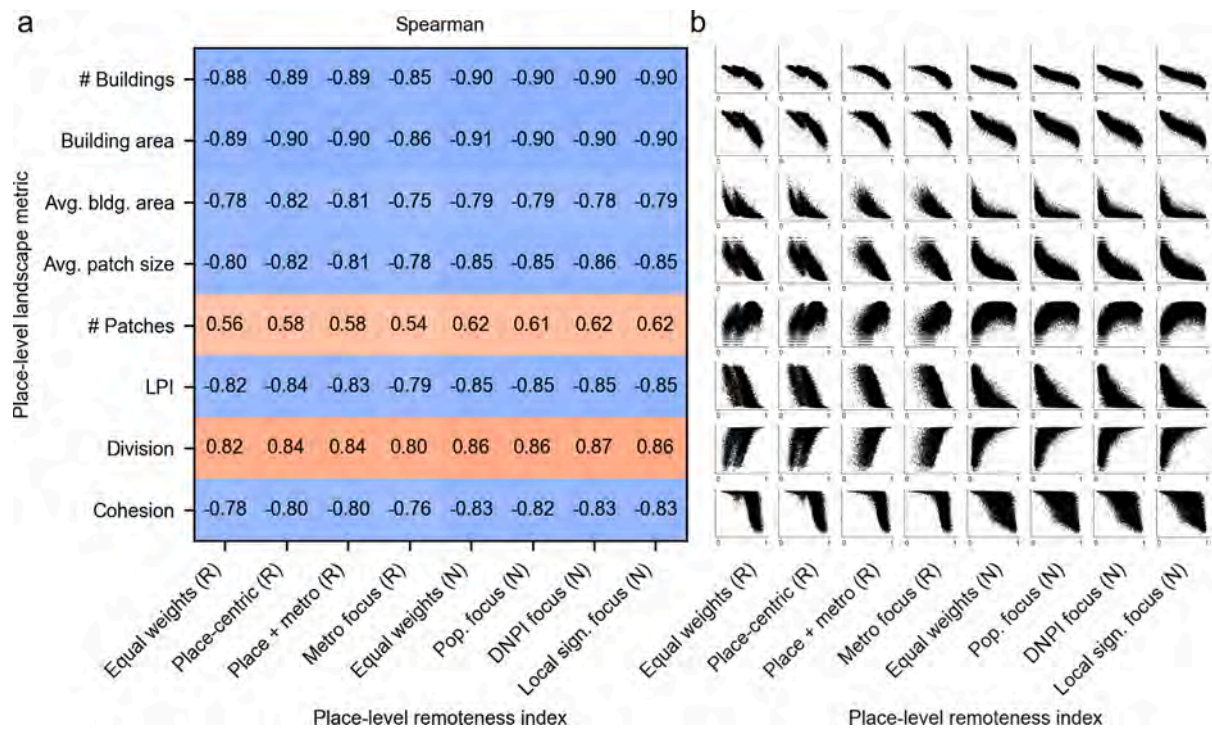 a
Spearman
b
Place-level landscape metric
# Buildings -0.88 -0.89 -0.89 -0.85 -0.90 -0.90 -0.90 -0.90
Building area -0.89 -0.90 -0.90 -0.86 -0.91 -0.90 -0.90 -0.90
Avg. bldg. area -0.78 -0.82 -0.81 -0.75 -0.79 -0.79 -0.78 -0.79
Avg. patch size -0.80 -0.82 -0.81 -0.78 -0.85 -0.85 -0.86 -0.85
# Patches 0.56 0.58 0.58 0.54 0.62 0.61 0.62 0.62
LPI -0.82 -0.84 -0.83 -0.79 -0.85 -0.85 -0.85 -0.85
Division 0.82 0.84 0.84 0.80 0.86 0.86 0.87 0.86
Cohesion -0.78 -0.80 -0.80 -0.76 -0.83 -0.82 -0.83 -0.83
Equal weights (R)
Place-centric (R)
Place + metro (R)
Metro focus (R)
Equal weights (N)
Pop. focus (N)
DNPI focus (N)
Local sign. focus (N)
Place-level remoteness index
Equal weights (R)
Place-centric (R)
Place + metro (R)
Metro focus (R)
Equal weights (N)
Pop. focus (N)
DNPI focus (N)
Local sign. focus (N)
Place-level remoteness index